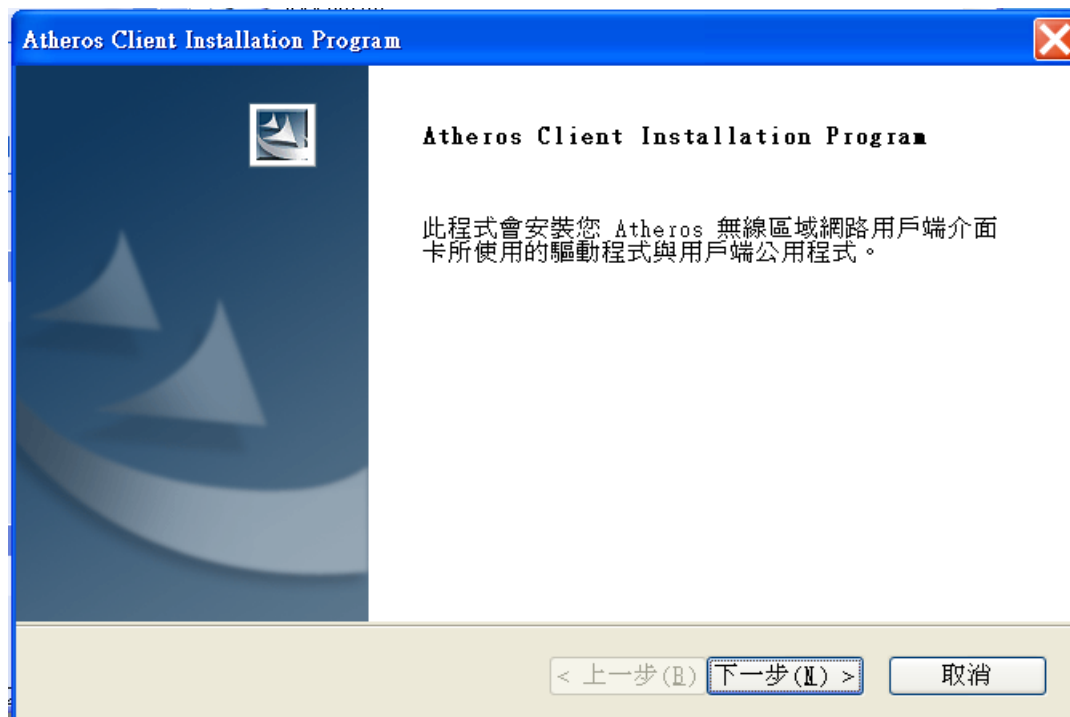 Atheros Client Installation Program
Atheros Client Installation Program
此程式會安裝您 Atheros 無線區域網路用戶端介面
卡所使用的驅動程式與用戶端公用程式。
< 上一步(B) 下一步(N) > 取消